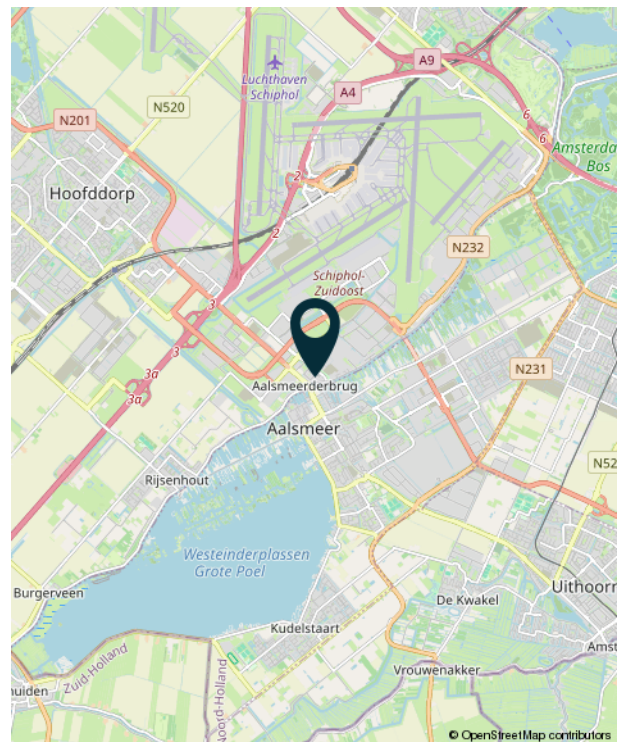 A9
Luchthaven
Schiphol
A4
N520
N201
6
6
Amsterda
Bos
2
Hoofddorp
N232
2
Schiphol-
Zuidoost
3
3
N231
3a
3a
Aalsmeerderbrug
Aalsmeer
N52
Rijsenhout
Westeinderplassen
Grote Poel
Burgerveen
Uithoorn
De Kwakel
Kudelstaart
Amst
Zuid-Holland
Noord-Holland
Vrouwenakker
huiden
© OpenStreetMap contributors